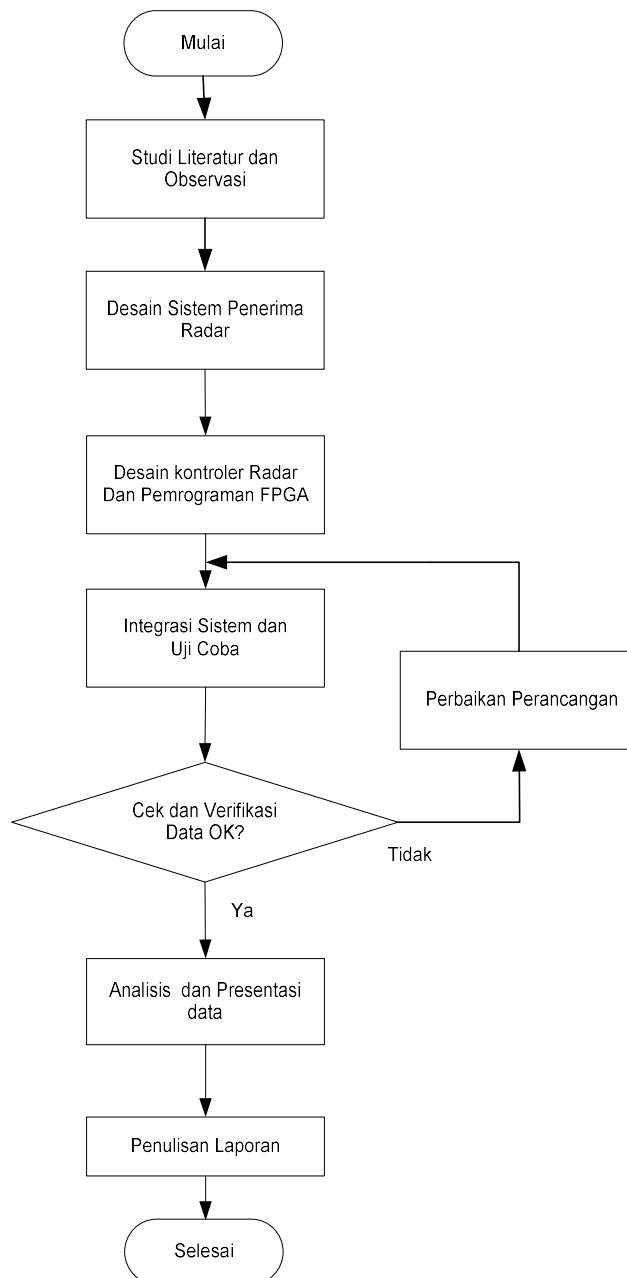 Mulai
Studi Literatur dan
Observasi
Desain Sistem Penerima
Radar
Desain kontroler Radar
Dan Pemrograman FPGA
Integrasi Sistem dan
Uji Coba
Perbaikan Perancangan
Cek dan Verifikasi
Data OK?
Tidak
Ya
Analisis  dan Presentasi
data
Penulisan Laporan
Selesai